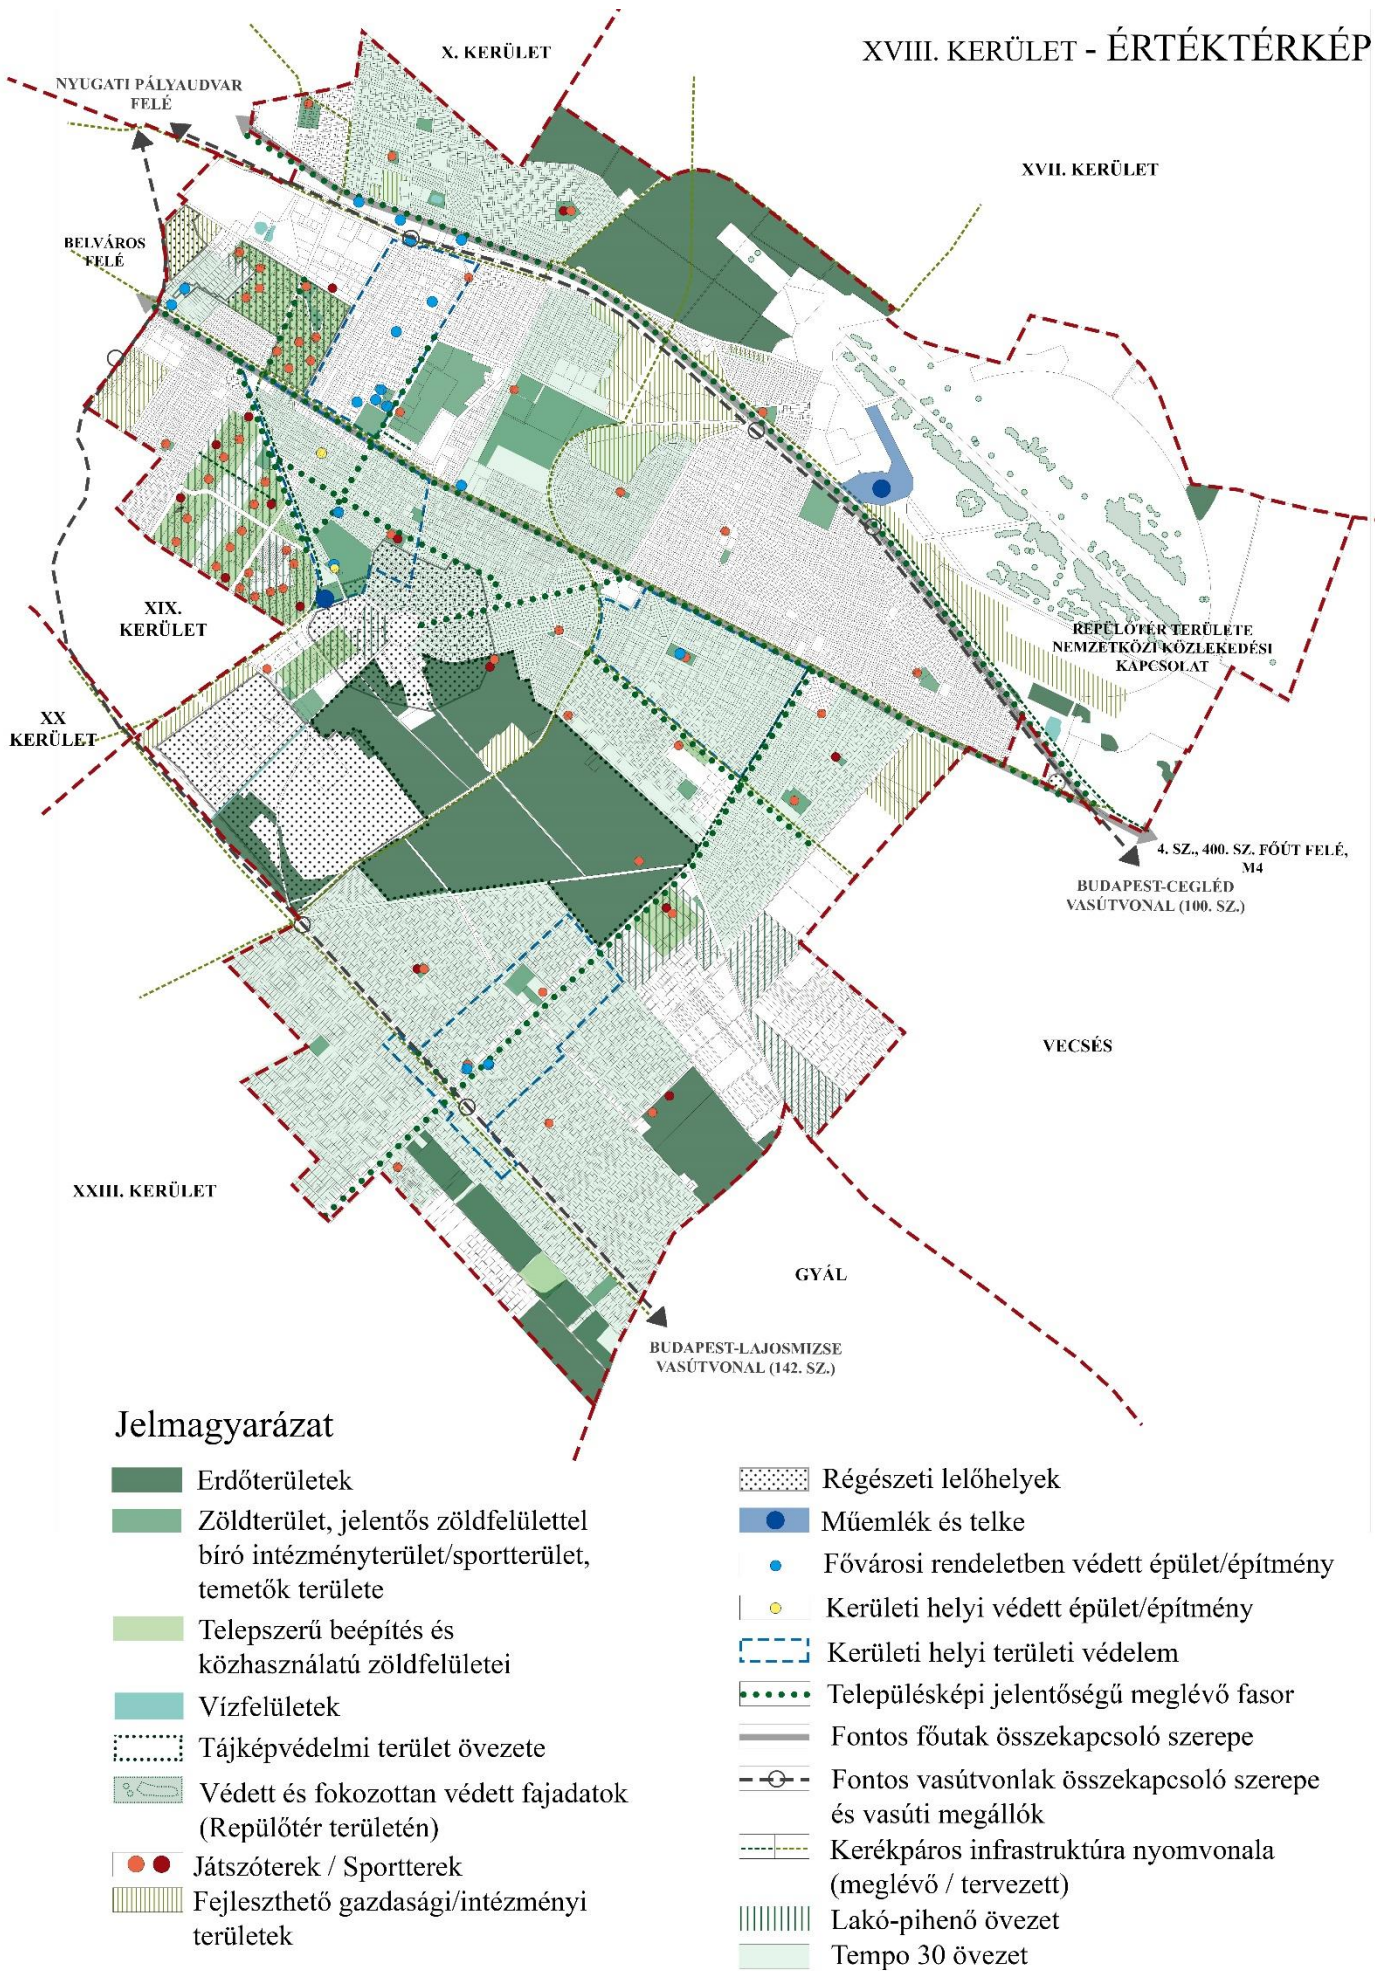 XVIII. KERÜLET - ÉRTÉKTÉRKÉP
X. KERÜLET
NYUGATI PÁLYAUDVAR
FELÉ
XVII. KERÜLET
BELVÁROS
FELÉ
XIX.
KERÜLET
REPÜLŐTÉR TERÜLETE
NEMZETKÖZI KÖZLEKEDÉSI
KAPCSOLAT
XX
KERÜLET
4. SZ., 400. SZ. FŐÚT FELÉ,
M4
BUDAPEST-CEGLÉD
VASÚTVONAL (100. SZ.)
VECSÉS
XXIII. KERÜLET
GYÁL
BUDAPEST-LAJOSMIZSE
VASÚTVONAL (142. SZ.)
Jelmagyarázat
Erdőterületek
Zöldterület, jelentős zöldfelülettel
bíró intézményterület/sportterület,
temetők területe
Telepszerű beépítés és
közhasználatú zöldfelületei
Vízfelületek
Tájképvédelmi terület övezete
Védett és fokozottan védett fajadatok
(Repülőtér területén)
Játszóterek / Sportterek
Fejleszthető gazdasági/intézményi
területek
Régészeti lelőhelyek
Műemlék és telke
Fővárosi rendeletben védett épület/építmény
Kerületi helyi védett épület/építmény
Kerületi helyi területi védelem
Településképi jelentőségű meglévő fasor
Fontos főutak összekapcsoló szerepe
Fontos vasútvonlak összekapcsoló szerepe
és vasúti megállók
Kerékpáros infrastruktúra nyomvonala
(meglévő / tervezett)
Lakó-pihenő övezet
Tempo 30 övezet